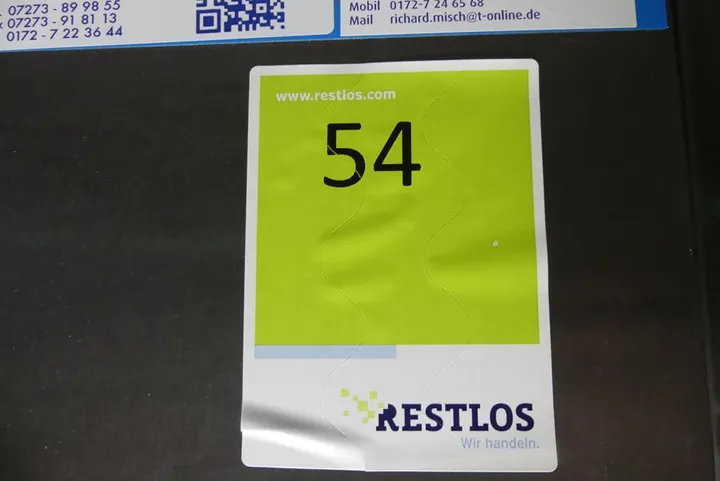 07273 - 89 98 55
07273 - 91 81 13
0172 - 7 22 36 44
Mobil 0172-7 24 65 68
Mail richard.misch@t-online.de
www.restlos.com
54
RESTLOS
Wir handeln.